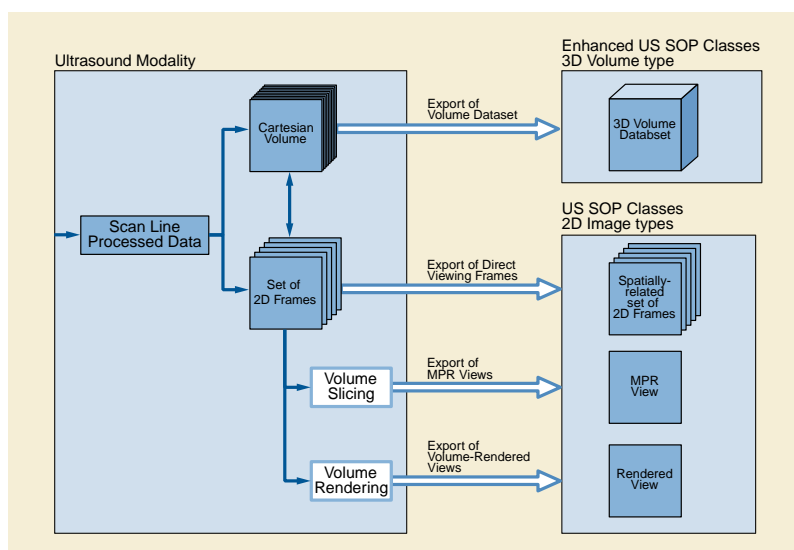 Ultrasound Modality
Enhanced US SOP Classes
3D Volume type
Cartesian
Volume
Export of
Volume Dataset
3D Volume
Databset
Scan Line
Processed Data
US SOP Classes
2D Image types
Set of
2D Frames
Export of Direct
Viewing Frames
Spatially-
related
set of
2D Frames
Volume
Slicing
Export of
MPR Views
MPR
View
Volume
Rendering
Export of
Volume-Rendered
Views
Rendered
View